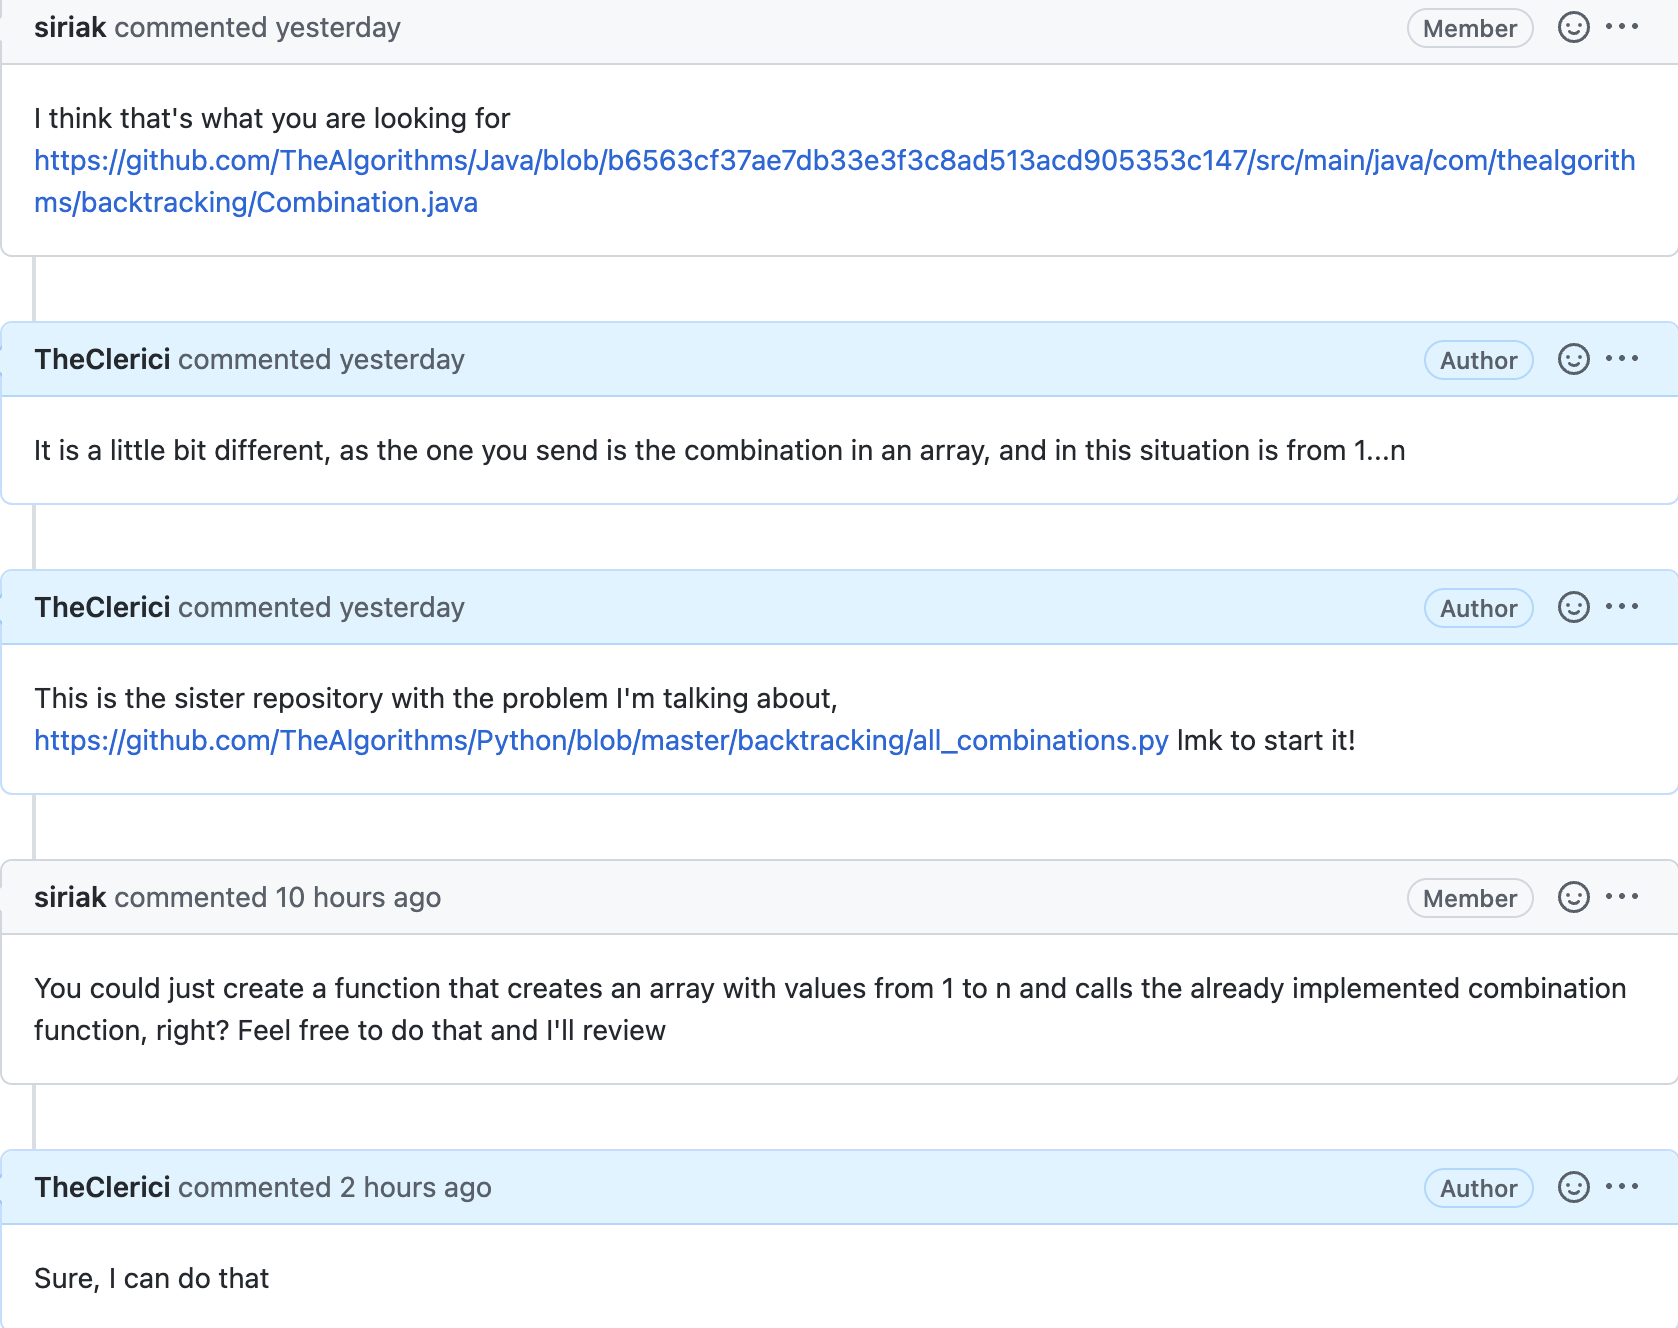 siriak commented yesterday Member
I think that's what you are looking for
https://github.com/TheAlgorithms/Java/blob/b6563cf37ae7db33e3f3c8ad513acd905353c147/src/main/java/com/thealgorith
ms/backtracking/Combination.java
TheClerici commented yesterday Author
It is a little bit different, as the one you send is the combination in an array, and in this situation is from 1...n
TheClerici commented yesterday Author
This is the sister repository with the problem I'm talking about,
https://github.com/TheAlgorithms/Python/blob/master/backtracking/all_combinations.py lmk to start it!
siriak commented 10 hours ago Member
You could just create a function that creates an array with values from 1 to n and calls the already implemented combination
function, right? Feel free to do that and I'll review
TheClerici commented 2 hours ago Author
Sure, I can do that